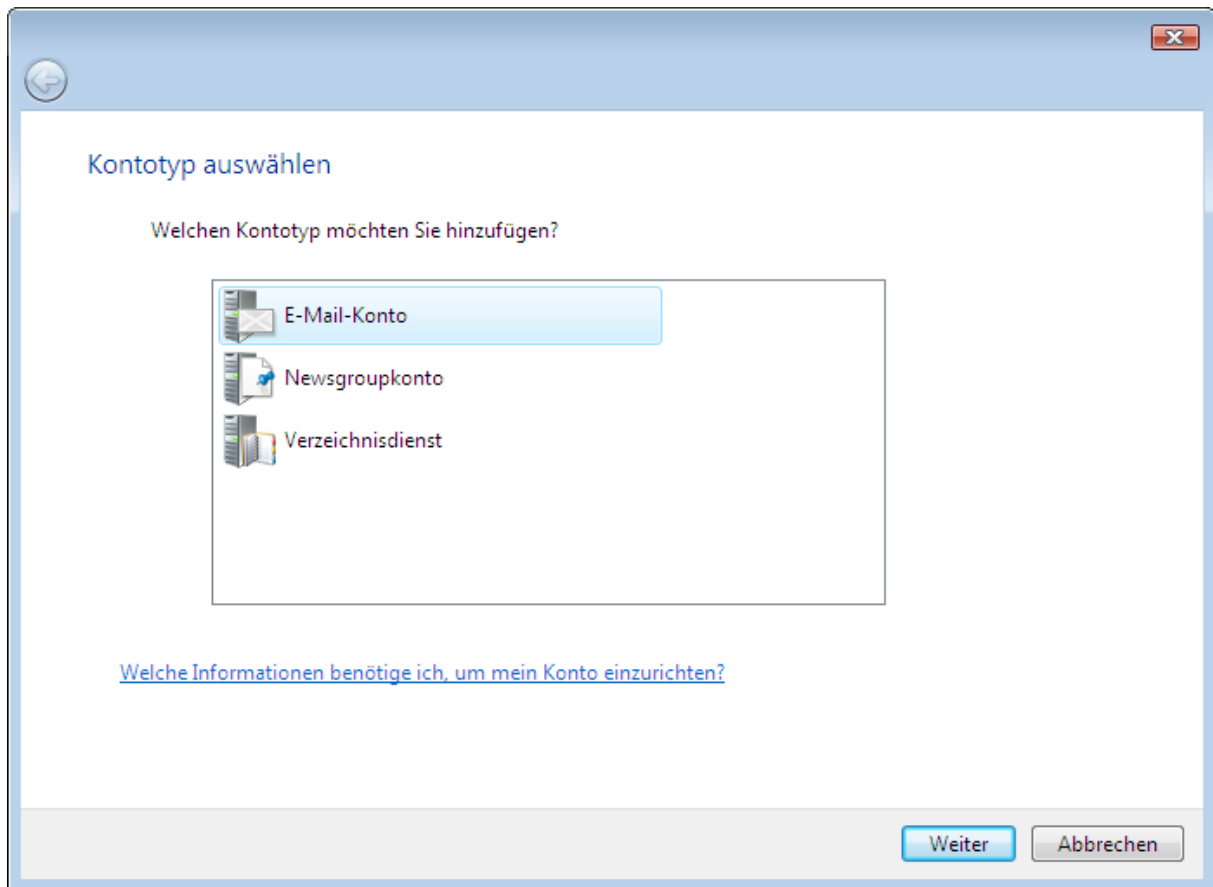 Kontotyp auswählen
Welchen Kontotyp möchten Sie hinzufügen?
E-Mail-Konto
Newsgroupkonto
Verzeichnisdienst
Welche Informationen benötige ich, um mein Konto einzurichten?
Weiter
Abbrechen